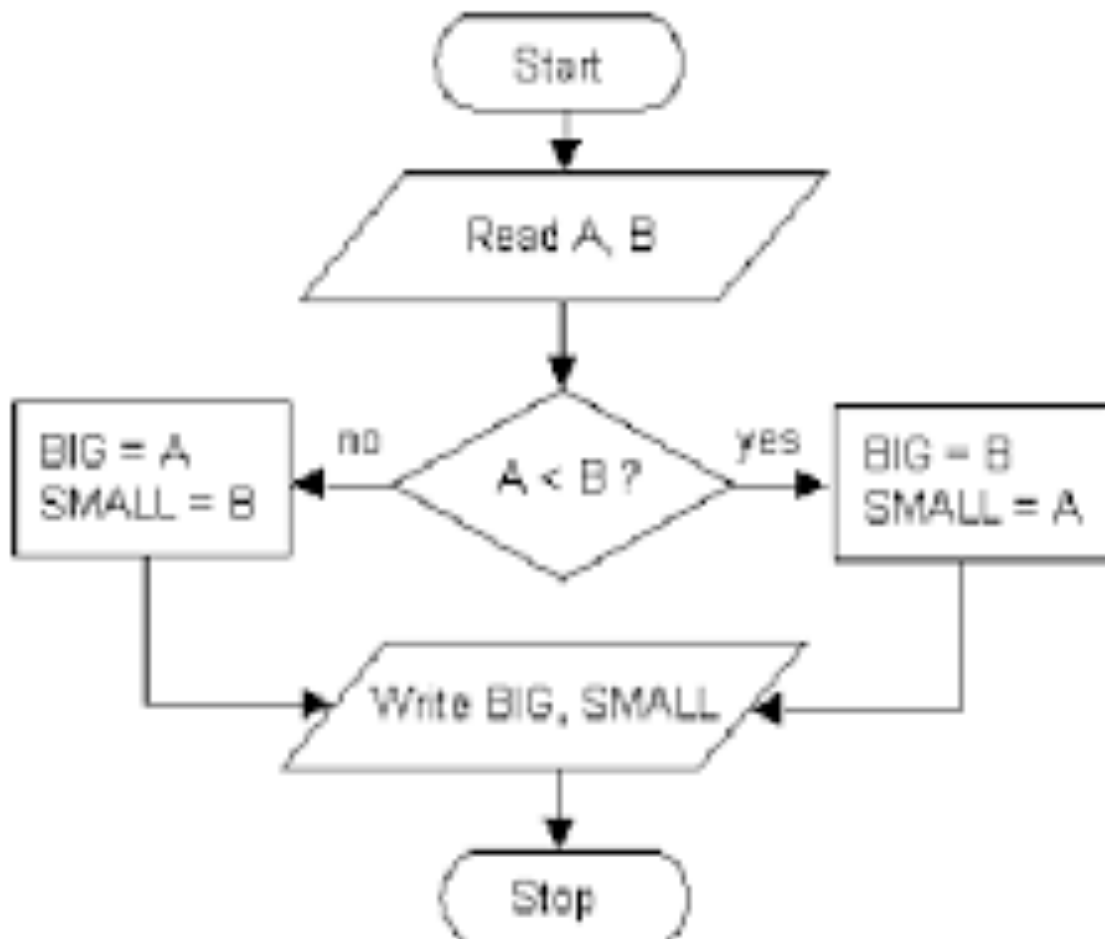 Start
Read A, B
no
A < B ?
yes
BIG = A
SMALL = B
BIG = B
SMALL = A
Write BIG, SMALL
Stop